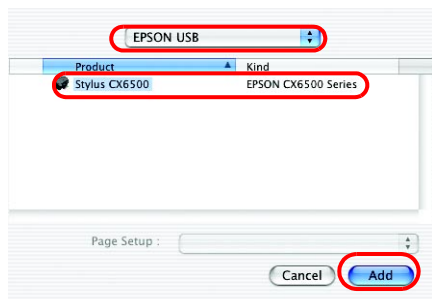 EPSON USB
Product Kind
Stylus CX6500 EPSON CX6500 Series
Page Setup :
Cancel Add